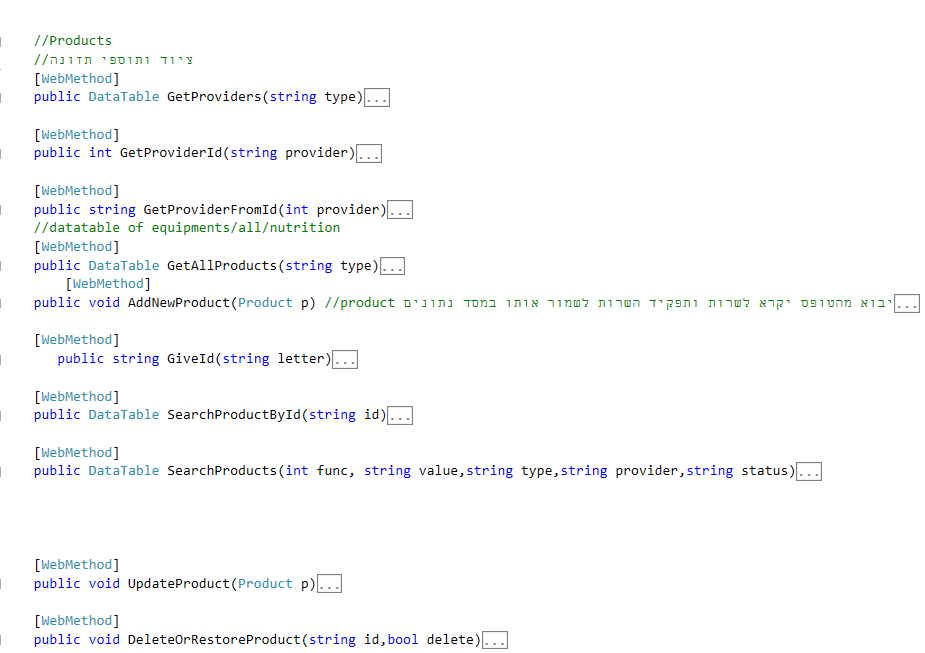 //Products
//ציוד ותוספי תזונה
[WebMethod]
public DataTable GetProviders(string type)...
[WebMethod]
public int GetProviderId(string provider)...
[WebMethod]
public string GetProviderFromId(int provider)...
//datatable of equipments/all/nutrition
[WebMethod]
public DataTable GetAllProducts(string type)...
[WebMethod]
public void AddNewProduct(Product p) //product יבוא מהטופס יקרא לשרות ותפקיד השרות לשמור אותו במסד נתונים...
[WebMethod]
public string GiveId(string letter)...
[WebMethod]
public DataTable SearchProductById(string id)...
[WebMethod]
public DataTable SearchProducts(int func, string value,string type,string provider,string status)...
[WebMethod]
public void UpdateProduct(Product p)...
[WebMethod]
public void DeleteOrRestoreProduct(string id,bool delete)...